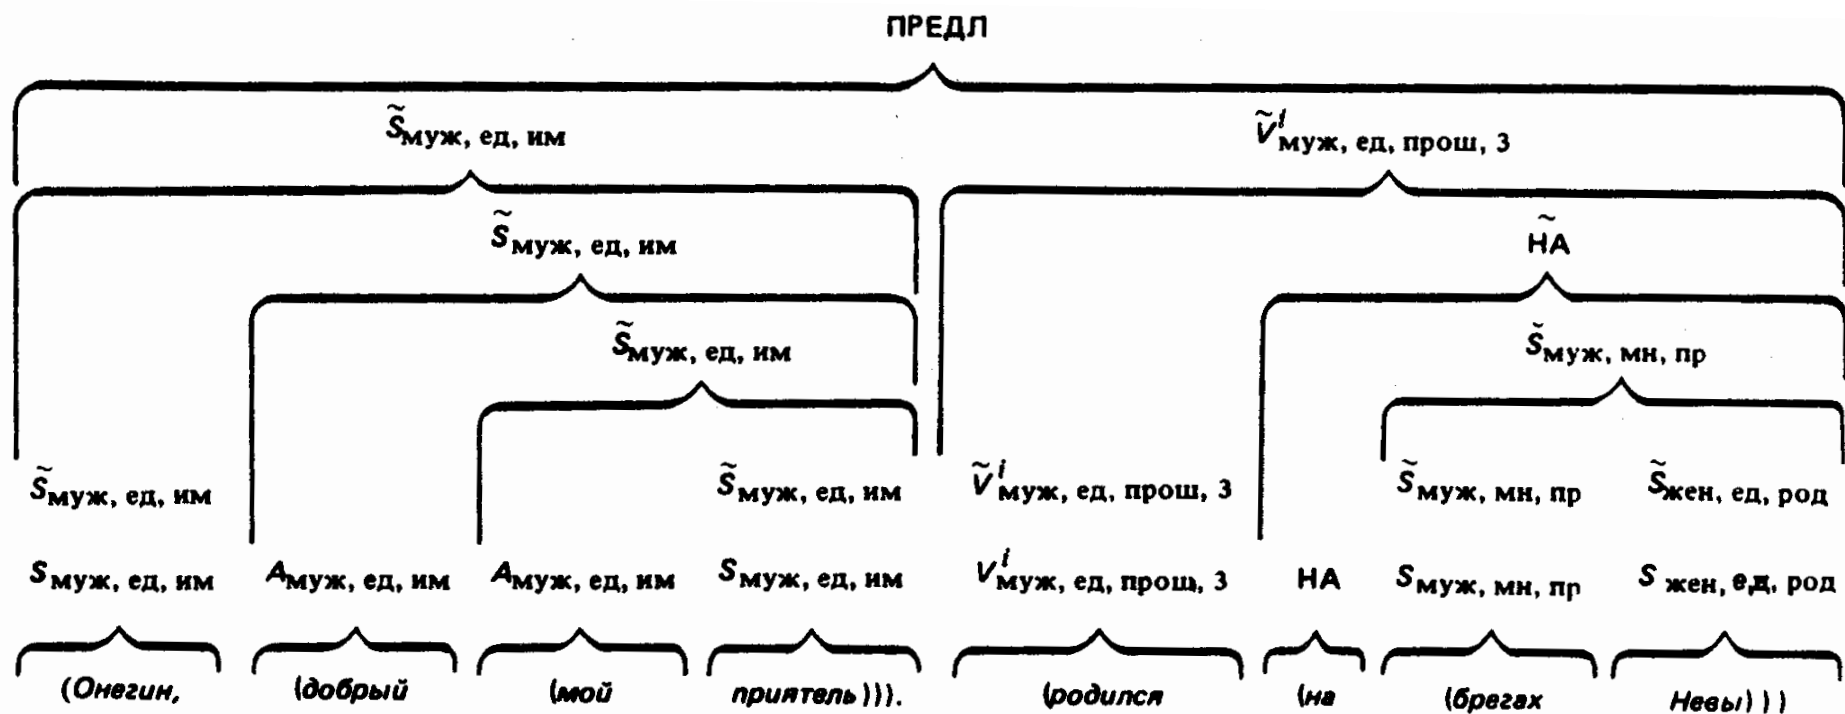 ПРЕДЛ
S̃муж, ед, им Ṽⁱмуж, ед, прош, 3
S̃муж, ед, им Н̃А
S̃муж, ед, им S̃муж, мн, пр
S̃муж, ед, им S̃муж, ед, им Ṽⁱмуж, ед, прош, 3 S̃муж, мн, пр S̃жен, ед, род
Sмуж, ед, им Aмуж, ед, им Aмуж, ед, им Sмуж, ед, им Vⁱмуж, ед, прош, 3 НА Sмуж, мн, пр S жен, ед, род
(Онегин, (добрый (мой приятель))). (родился (на (брегах Невы)))